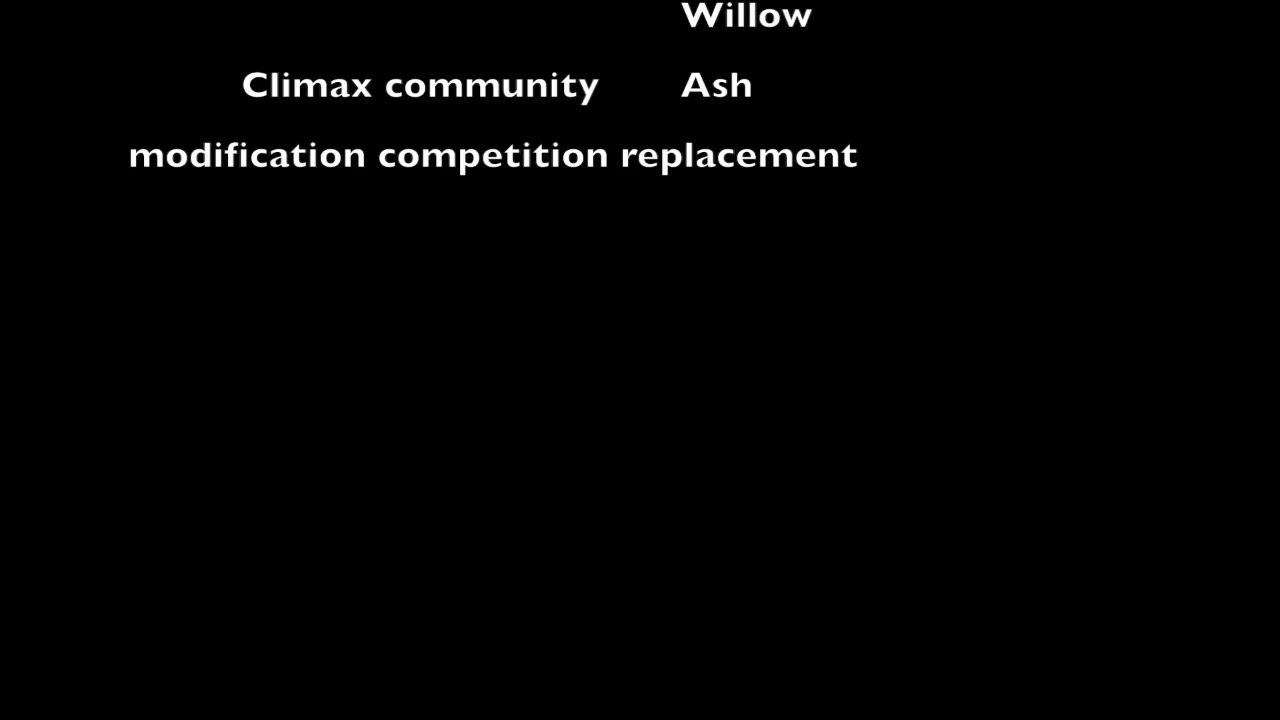 Willow
Climax community Ash
modification competition replacement